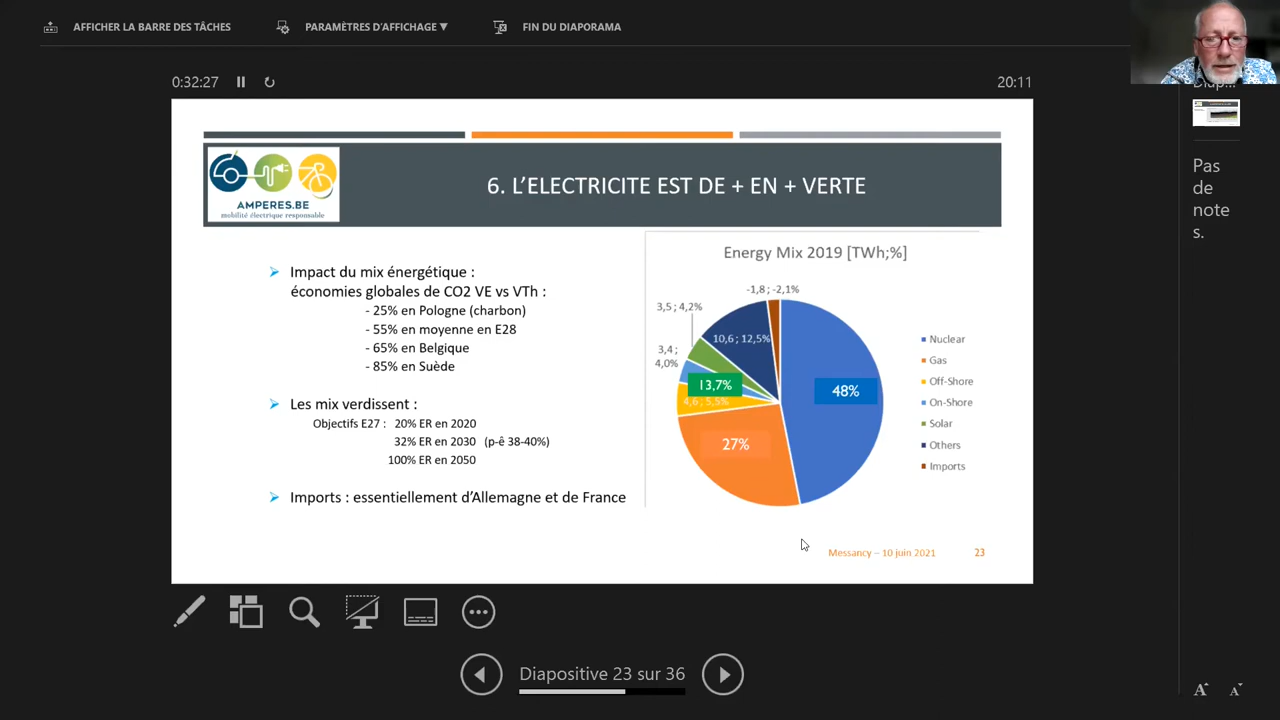 AFFICHER LA BARRE DES TÂCHES
PARAMÈTRES D'AFFICHAGE ▼
FIN DU DIAPORAMA
0:32:27
20:11
AMPERES.BE
mobilité électrique responsable
6. L'ELECTRICITE EST DE + EN + VERTE
Impact du mix énergétique :
économies globales de CO2 VE vs VTh :
- 25% en Pologne (charbon)
- 55% en moyenne en E28
- 65% en Belgique
- 85% en Suède
Les mix verdissent :
Objectifs E27 : 20% ER en 2020
32% ER en 2030 (p-ê 38-40%)
100% ER en 2050
Imports : essentiellement d'Allemagne et de France
Energy Mix 2019 [TWh;%]
-1,8 ; -2,1%
3,5 ; 4,2%
10,6 ; 12,5%
3,4 ;
4,0%
13,7%
4,6 ; 5,5%
48%
27%
Nuclear
Gas
Off-Shore
On-Shore
Solar
Others
Imports
Messancy – 10 juin 2021
23
Diapositive 23 sur 36
Diap...
Pas
de
note
s.
A
A